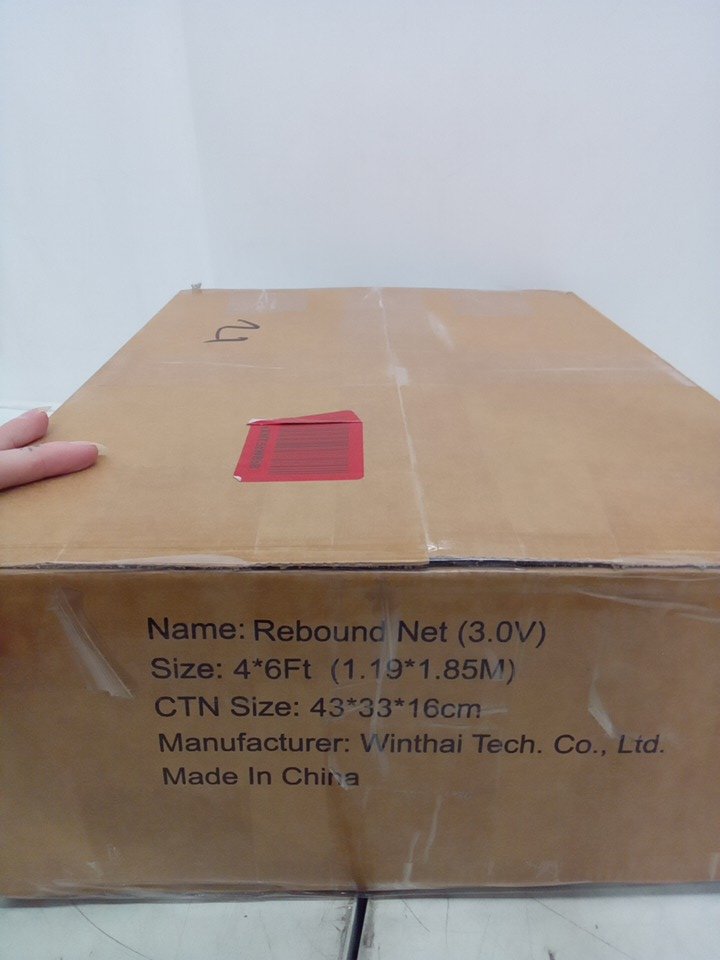 Name: Rebound Net (3.0V)
Size: 4*6Ft (1.19*1.85M)
CTN Size: 43*33*16cm
Manufacturer: Winthai Tech. Co., Ltd.
Made In China